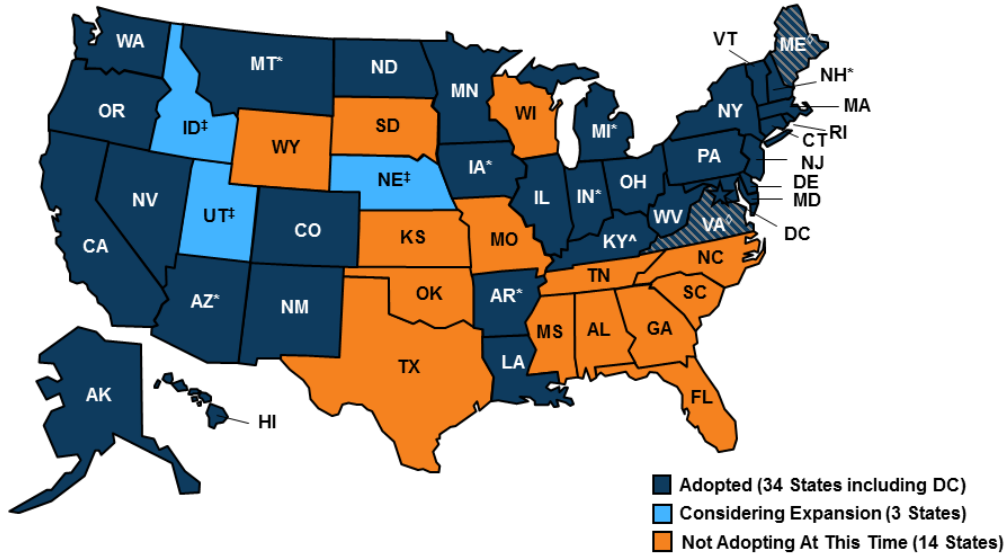 WA
MT*
ND
MN
VT
ME◊
NH*
OR
ID‡
WY
SD
WI
MI*
NY
MA
RI
CT
NV
UT‡
CO
NE‡
IA*
IL
IN*
OH
PA
NJ
DE
MD
DC
CA
KS
MO
KY^
WV
VA◊
AZ*
NM
OK
AR*
TN
NC
SC
TX
LA
MS
AL
GA
FL
AK
HI
Adopted (34 States including DC)
Considering Expansion (3 States)
Not Adopting At This Time (14 States)